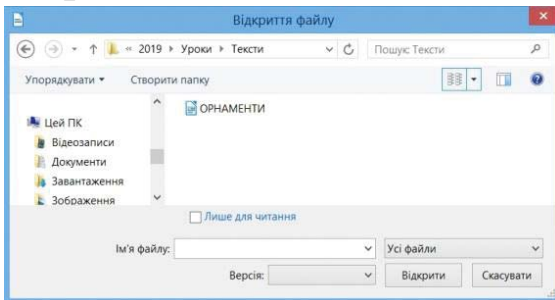 Відкриття файлу
« 2019 ▸ Уроки ▸ Тексти
Пошук: Тексти
Упорядкувати
Створити папку
Цей ПК
Відеозаписи
Документи
Завантаження
Зображення
ОРНАМЕНТИ
Лише для читання
Ім'я файлу:
Усі файли
Версія:
Відкрити
Скасувати